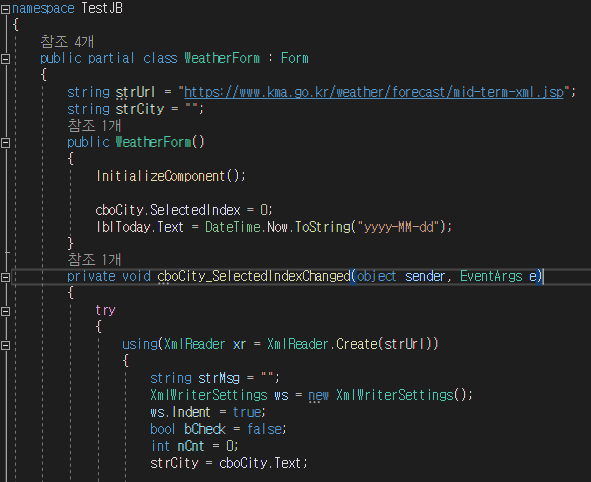 namespace TestJB
{
참조 4개
public partial class WeatherForm : Form
{
string strUrl = "https://www.kma.go.kr/weather/forecast/mid-term-xml.jsp";
string strCity = "";
참조 1개
public WeatherForm()
{
InitializeComponent();
cboCity.SelectedIndex = 0;
lblToday.Text = DateTime.Now.ToString("yyyy-MM-dd");
}
참조 1개
private void cboCity_SelectedIndexChanged(object sender, EventArgs e)
{
try
{
using(XmlReader xr = XmlReader.Create(strUrl))
{
string strMsg = "";
XmlWriterSettings ws = new XmlWriterSettings();
ws.Indent = true;
bool bCheck = false;
int nCnt = 0;
strCity = cboCity.Text;